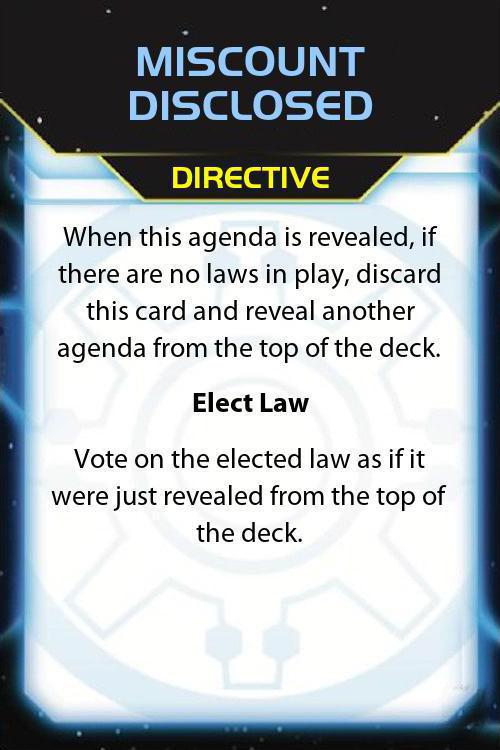 MISCOUNT
DISCLOSED
DIRECTIVE
When this agenda is revealed, if
there are no laws in play, discard
this card and reveal another
agenda from the top of the deck.
Elect Law
Vote on the elected law as if it
were just revealed from the top of
the deck.